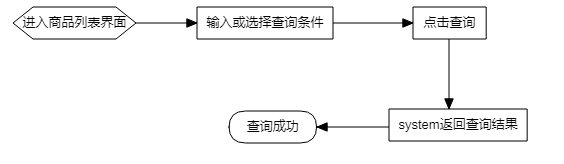 进入商品列表界面
输入或选择查询条件
点击查询
system返回查询结果
查询成功